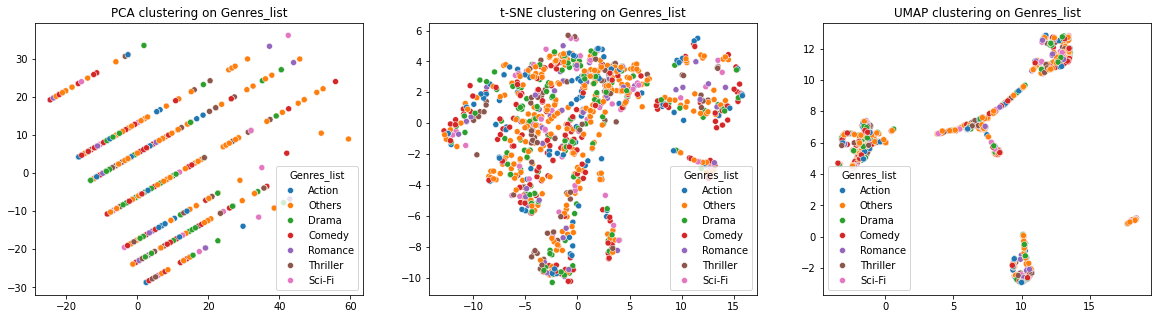 PCA clustering on Genres_list
30
20
10
0
−10
−20
−30
−20
0
20
40
60
Genres_list
Action
Others
Drama
Comedy
Romance
Thriller
Sci-Fi
t-SNE clustering on Genres_list
6
4
2
0
−2
−4
−6
−8
−10
−10
−5
0
5
10
15
Genres_list
Action
Others
Drama
Comedy
Romance
Thriller
Sci-Fi
UMAP clustering on Genres_list
12
10
8
6
4
2
0
−2
0
5
10
15
Genres_list
Action
Others
Drama
Comedy
Romance
Thriller
Sci-Fi